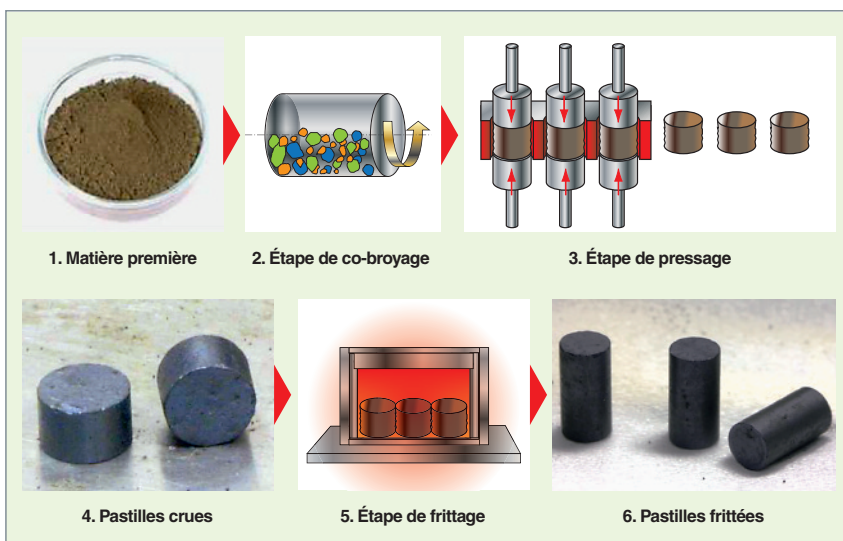 1. Matière première
2. Étape de co-broyage
3. Étape de pressage
4. Pastilles crues
5. Étape de frittage
6. Pastilles frittées